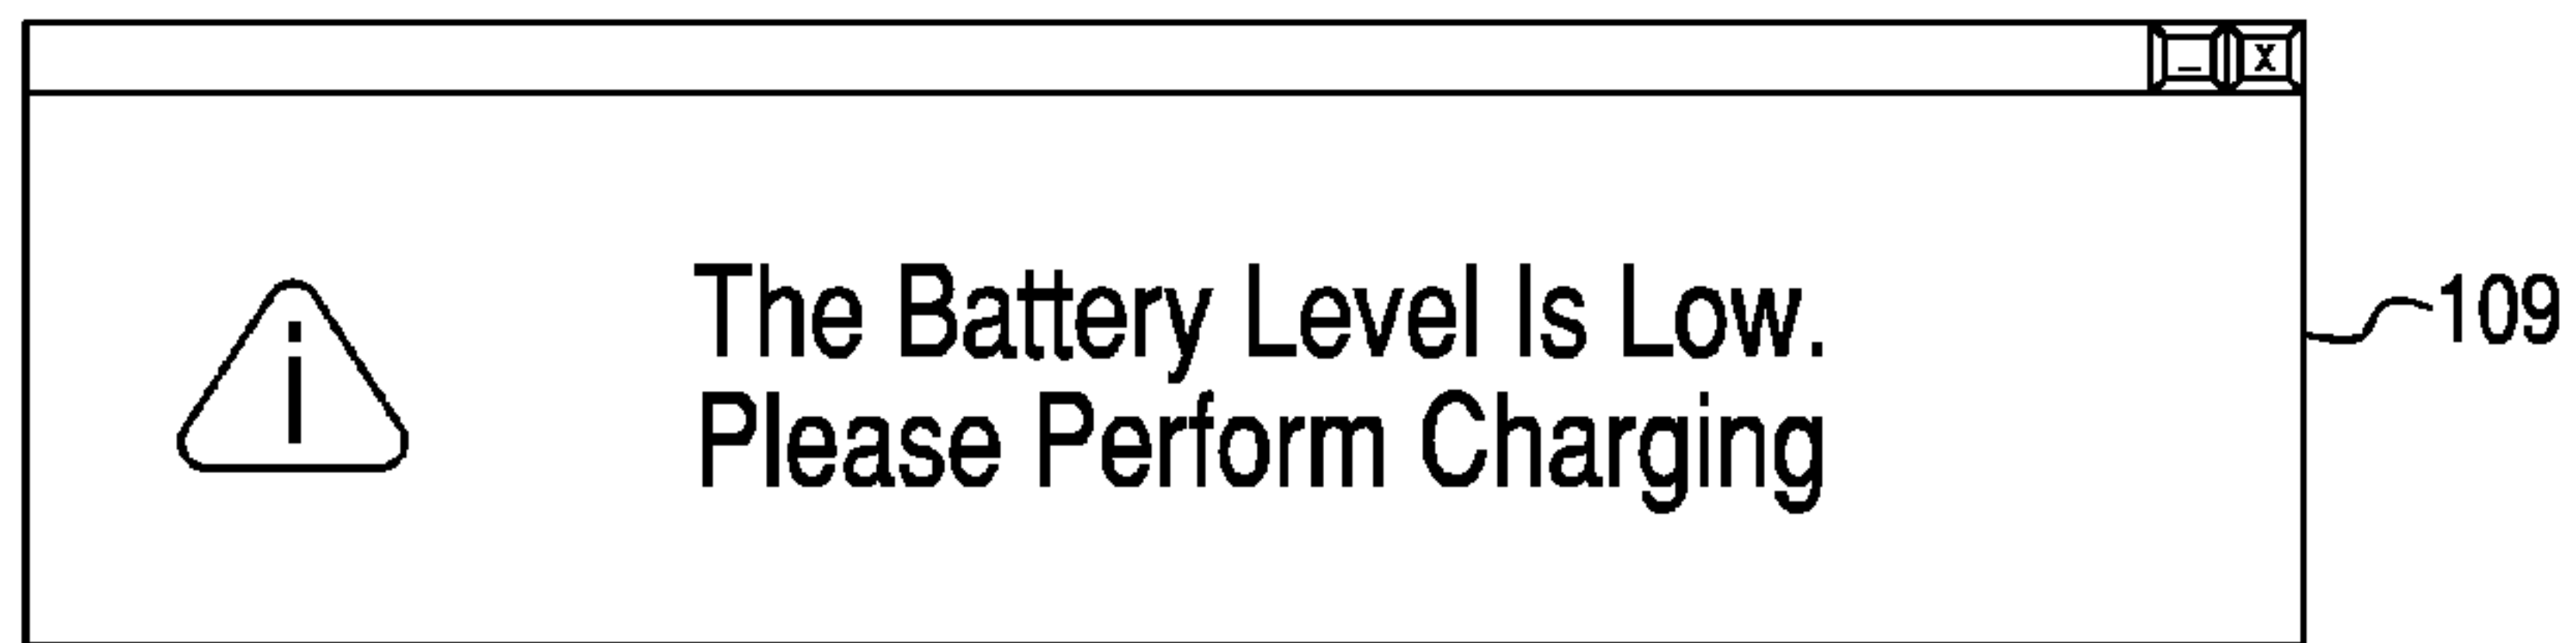 _ X
The Battery Level Is Low.
i
Please Perform Charging
109